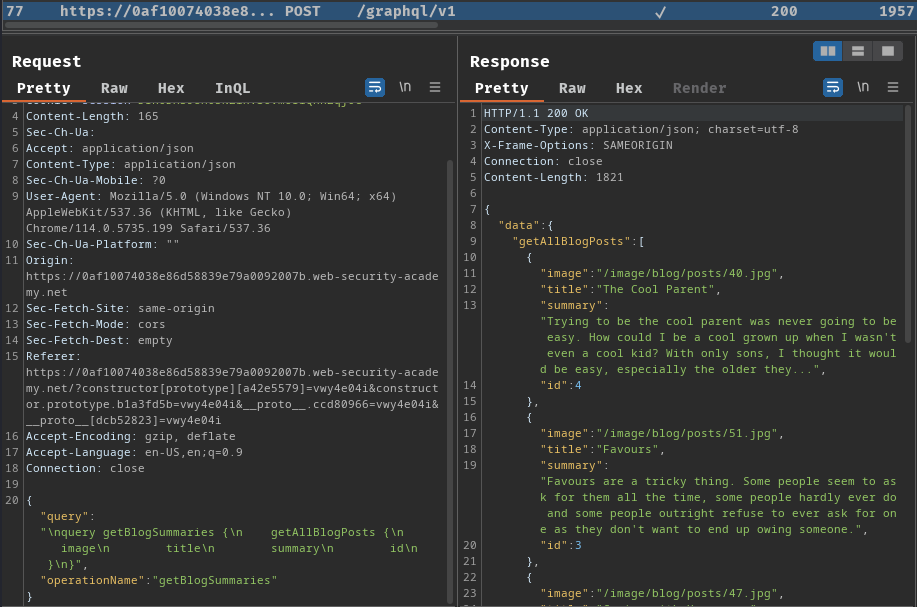 77 https://0af10074038e8... POST /graphql/v1 ✓ 200 1957
Request
Pretty Raw Hex InQL \n
4 Content-Length: 165
5 Sec-Ch-Ua:
6 Accept: application/json
7 Content-Type: application/json
8 Sec-Ch-Ua-Mobile: ?0
9 User-Agent: Mozilla/5.0 (Windows NT 10.0; Win64; x64)
AppleWebKit/537.36 (KHTML, like Gecko)
Chrome/114.0.5735.199 Safari/537.36
10 Sec-Ch-Ua-Platform: ""
11 Origin:
https://0af10074038e86d58839e79a0092007b.web-security-acade
my.net
12 Sec-Fetch-Site: same-origin
13 Sec-Fetch-Mode: cors
14 Sec-Fetch-Dest: empty
15 Referer:
https://0af10074038e86d58839e79a0092007b.web-security-acade
my.net/?constructor[prototype][a42e5579]=vwy4e04i&construct
or.prototype.b1a3fd5b=vwy4e04i&__proto__.ccd80966=vwy4e04i&
__proto__[dcb52823]=vwy4e04i
16 Accept-Encoding: gzip, deflate
17 Accept-Language: en-US,en;q=0.9
18 Connection: close
19
20 {
"query":
"\nquery getBlogSummaries {\n    getAllBlogPosts {\n
image\n        title\n        summary\n        id\n
}\n}",
"operationName":"getBlogSummaries"
}
Response
Pretty Raw Hex Render \n
1 HTTP/1.1 200 OK
2 Content-Type: application/json; charset=utf-8
3 X-Frame-Options: SAMEORIGIN
4 Connection: close
5 Content-Length: 1821
6
7 {
8 "data":{
9 "getAllBlogPosts":[
10 {
11 "image":"/image/blog/posts/40.jpg",
12 "title":"The Cool Parent",
13 "summary":
"Trying to be the cool parent was never going to be
easy. How could I be a cool grown up when I wasn't
even a cool kid? With only sons, I thought it woul
d be easy, especially the older they...",
14 "id":4
15 },
16 {
17 "image":"/image/blog/posts/51.jpg",
18 "title":"Favours",
19 "summary":
"Favours are a tricky thing. Some people seem to as
k for them all the time, some people hardly ever do
and some people outright refuse to ever ask for on
e as they don't want to end up owing someone.",
20 "id":3
21 },
22 {
23 "image":"/image/blog/posts/47.jpg",